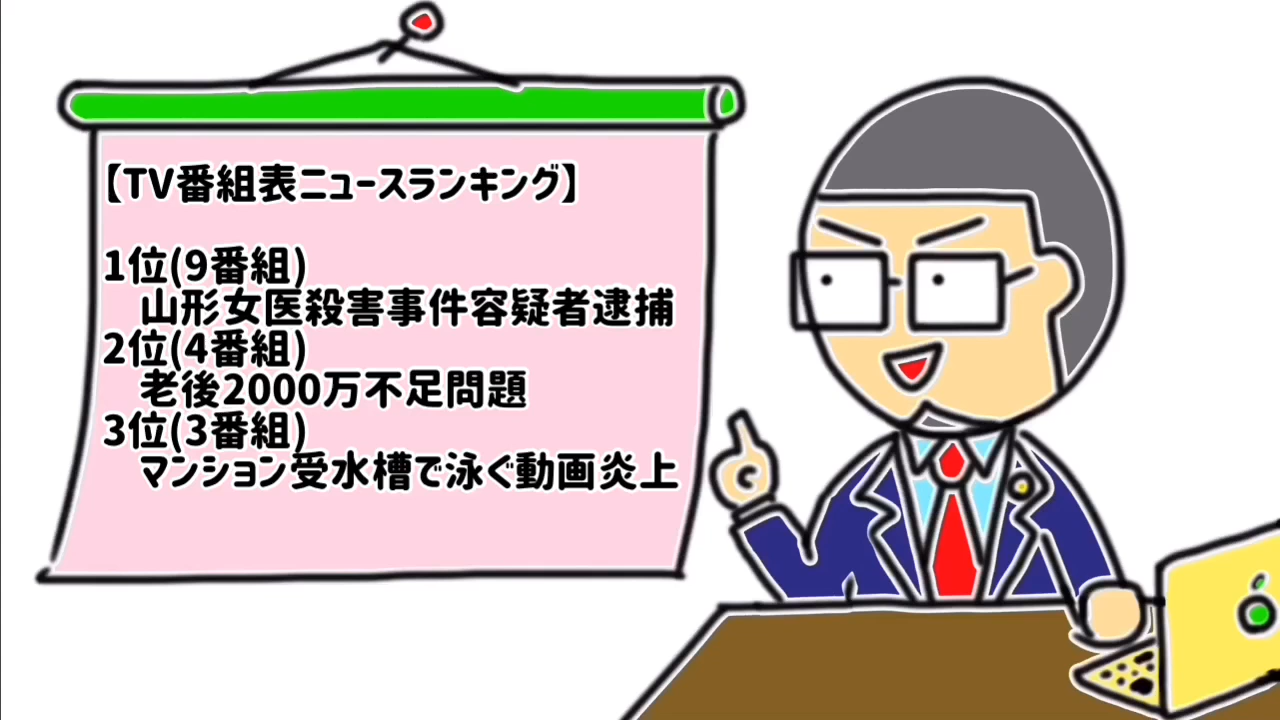 【TV番組表ニュースランキング】
1位(9番組)
山形女医殺害事件容疑者逮捕
2位(4番組)
老後2000万不足問題
3位(3番組)
マンション受水槽で泳ぐ動画炎上